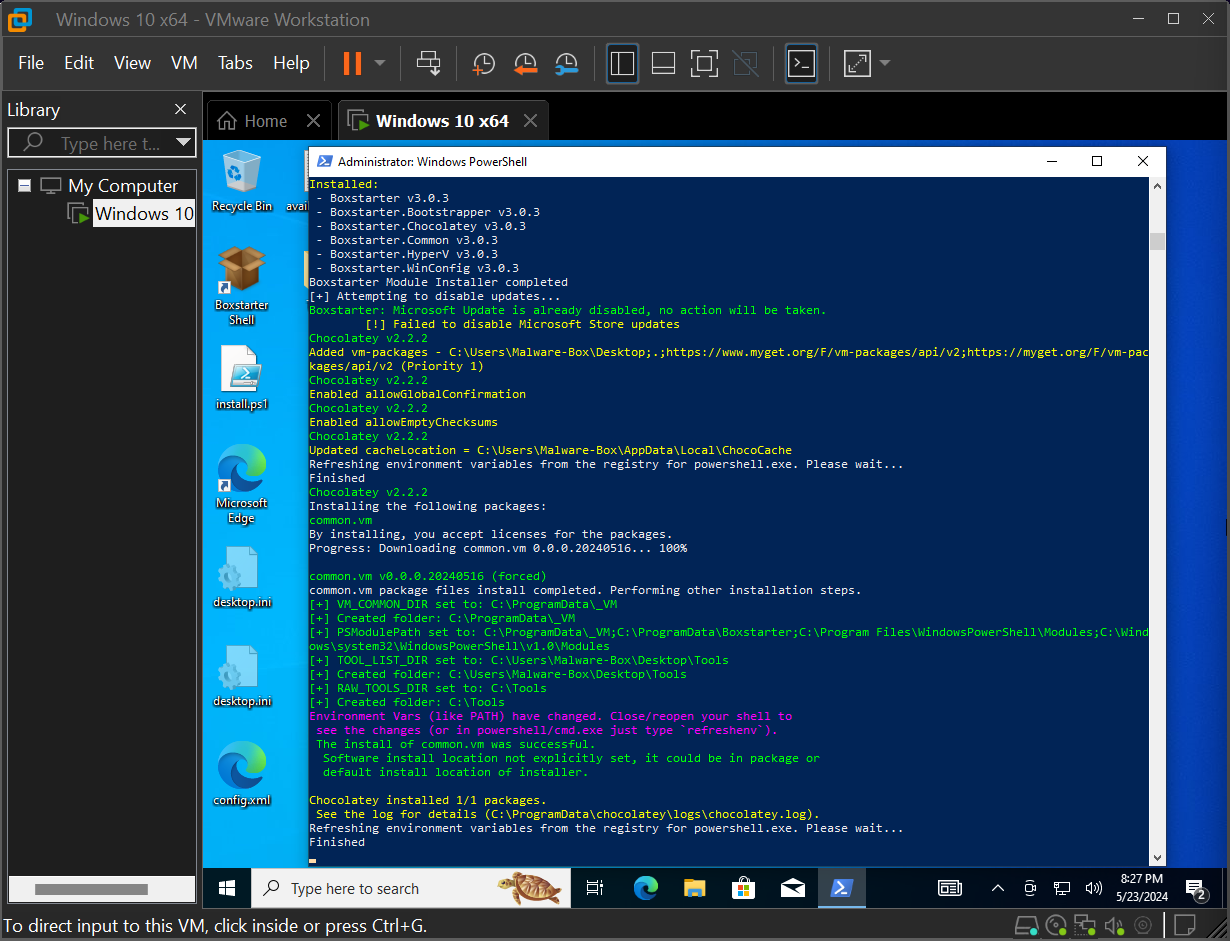 Windows 10 x64 - VMware Workstation
File Edit View VM Tabs Help
Library
Type here t...
My Computer
Windows 10
Home
Windows 10 x64
Recycle Bin
avail
Boxstarter
Shell
install.ps1
Microsoft
Edge
desktop.ini
desktop.ini
config.xml
Administrator: Windows PowerShell
Installed:
- Boxstarter v3.0.3
- Boxstarter.Bootstrapper v3.0.3
- Boxstarter.Chocolatey v3.0.3
- Boxstarter.Common v3.0.3
- Boxstarter.HyperV v3.0.3
- Boxstarter.WinConfig v3.0.3
Boxstarter Module Installer completed
[+] Attempting to disable updates...
Boxstarter: Microsoft Update is already disabled, no action will be taken.
[!] Failed to disable Microsoft Store updates
Chocolatey v2.2.2
Added vm-packages - C:\Users\Malware-Box\Desktop;.;https://www.myget.org/F/vm-packages/api/v2;https://myget.org/F/vm-pac
kages/api/v2 (Priority 1)
Chocolatey v2.2.2
Enabled allowGlobalConfirmation
Chocolatey v2.2.2
Enabled allowEmptyChecksums
Chocolatey v2.2.2
Updated cacheLocation = C:\Users\Malware-Box\AppData\Local\ChocoCache
Refreshing environment variables from the registry for powershell.exe. Please wait...
Finished
Chocolatey v2.2.2
Installing the following packages:
common.vm
By installing, you accept licenses for the packages.
Progress: Downloading common.vm 0.0.0.20240516... 100%
common.vm v0.0.0.20240516 (forced)
common.vm package files install completed. Performing other installation steps.
[+] VM_COMMON_DIR set to: C:\ProgramData\_VM
[+] Created folder: C:\ProgramData\_VM
[+] PSModulePath set to: C:\ProgramData\_VM;C:\ProgramData\Boxstarter;C:\Program Files\WindowsPowerShell\Modules;C:\Wind
ows\system32\WindowsPowerShell\v1.0\Modules
[+] TOOL_LIST_DIR set to: C:\Users\Malware-Box\Desktop\Tools
[+] Created folder: C:\Users\Malware-Box\Desktop\Tools
[+] RAW_TOOLS_DIR set to: C:\Tools
[+] Created folder: C:\Tools
Environment Vars (like PATH) have changed. Close/reopen your shell to
see the changes (or in powershell/cmd.exe just type `refreshenv`).
The install of common.vm was successful.
Software install location not explicitly set, it could be in package or
default install location of installer.
Chocolatey installed 1/1 packages.
See the log for details (C:\ProgramData\chocolatey\logs\chocolatey.log).
Refreshing environment variables from the registry for powershell.exe. Please wait...
Finished
Type here to search
8:27 PM
5/23/2024
2
To direct input to this VM, click inside or press Ctrl+G.